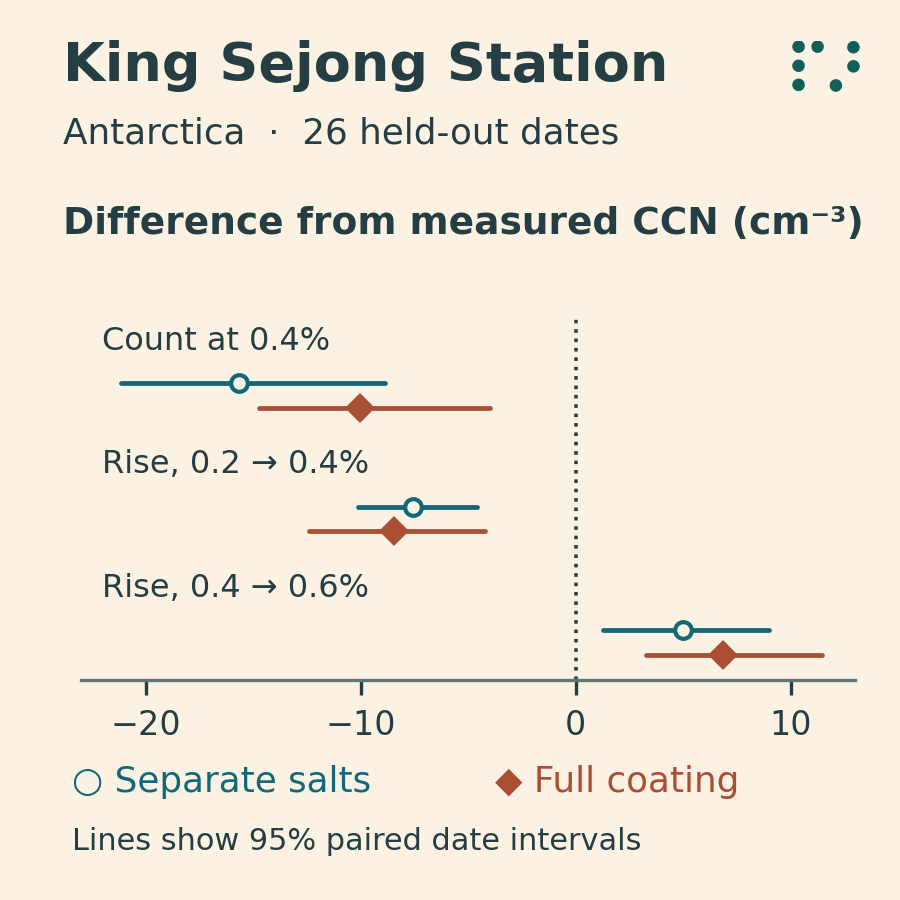 King Sejong Station
Antarctica · 26 held-out dates
Difference from measured CCN (cm⁻³)
Count at 0.4%
Rise, 0.2 → 0.4%
Rise, 0.4 → 0.6%
−20 −10 0 10
○ Separate salts ◆ Full coating
Lines show 95% paired date intervals